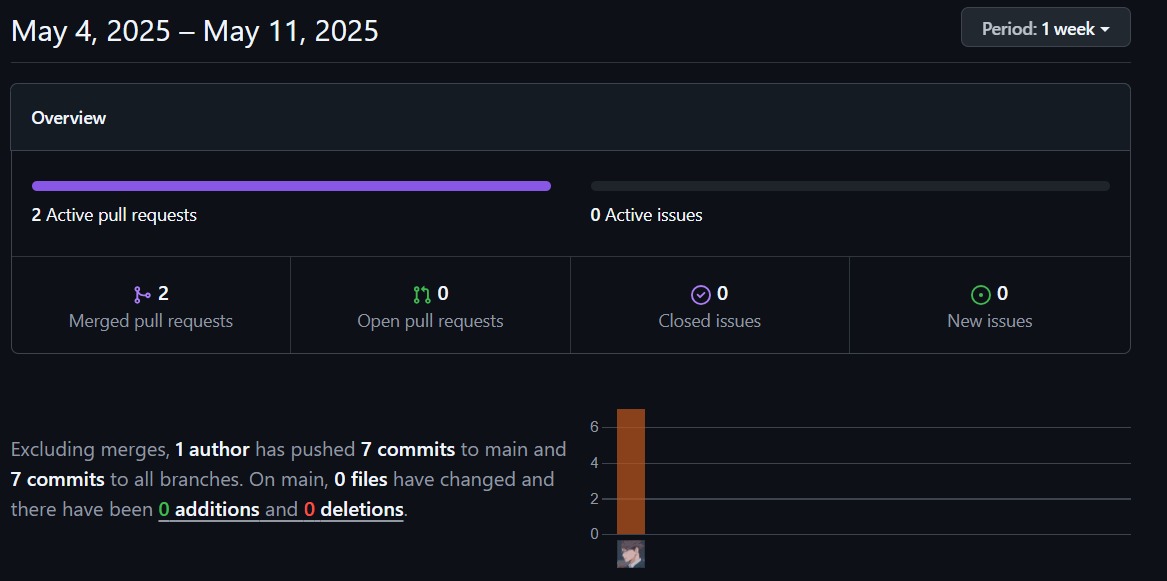 May 4, 2025 – May 11, 2025
Period: 1 week
Overview
2 Active pull requests
0 Active issues
2
Merged pull requests
0
Open pull requests
0
Closed issues
0
New issues
Excluding merges, 1 author has pushed 7 commits to main and
7 commits to all branches. On main, 0 files have changed and
there have been 0 additions and 0 deletions.
6
4
2
0